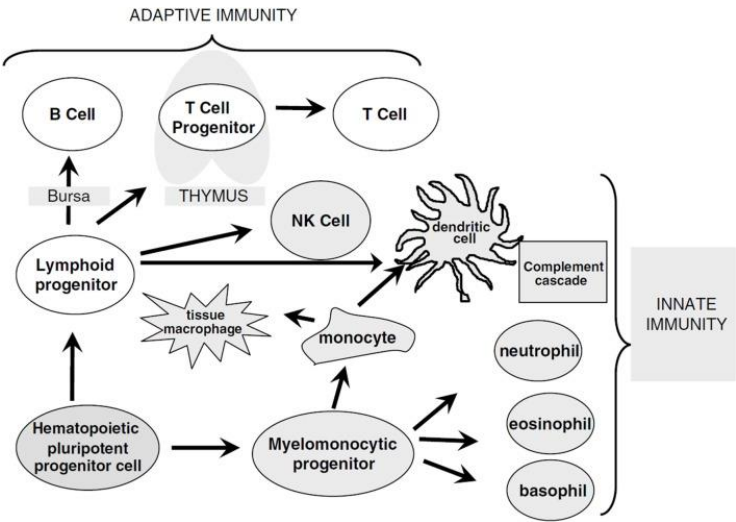 ADAPTIVE IMMUNITY
B Cell
T Cell
Progenitor
T Cell
Bursa
THYMUS
NK Cell
dendritic
cell
Lymphoid
progenitor
Complement
cascade
tissue
macrophage
monocyte
INNATE
IMMUNITY
neutrophil
Hematopoietic
pluripotent
progenitor cell
Myelomonocytic
progenitor
eosinophil
basophil